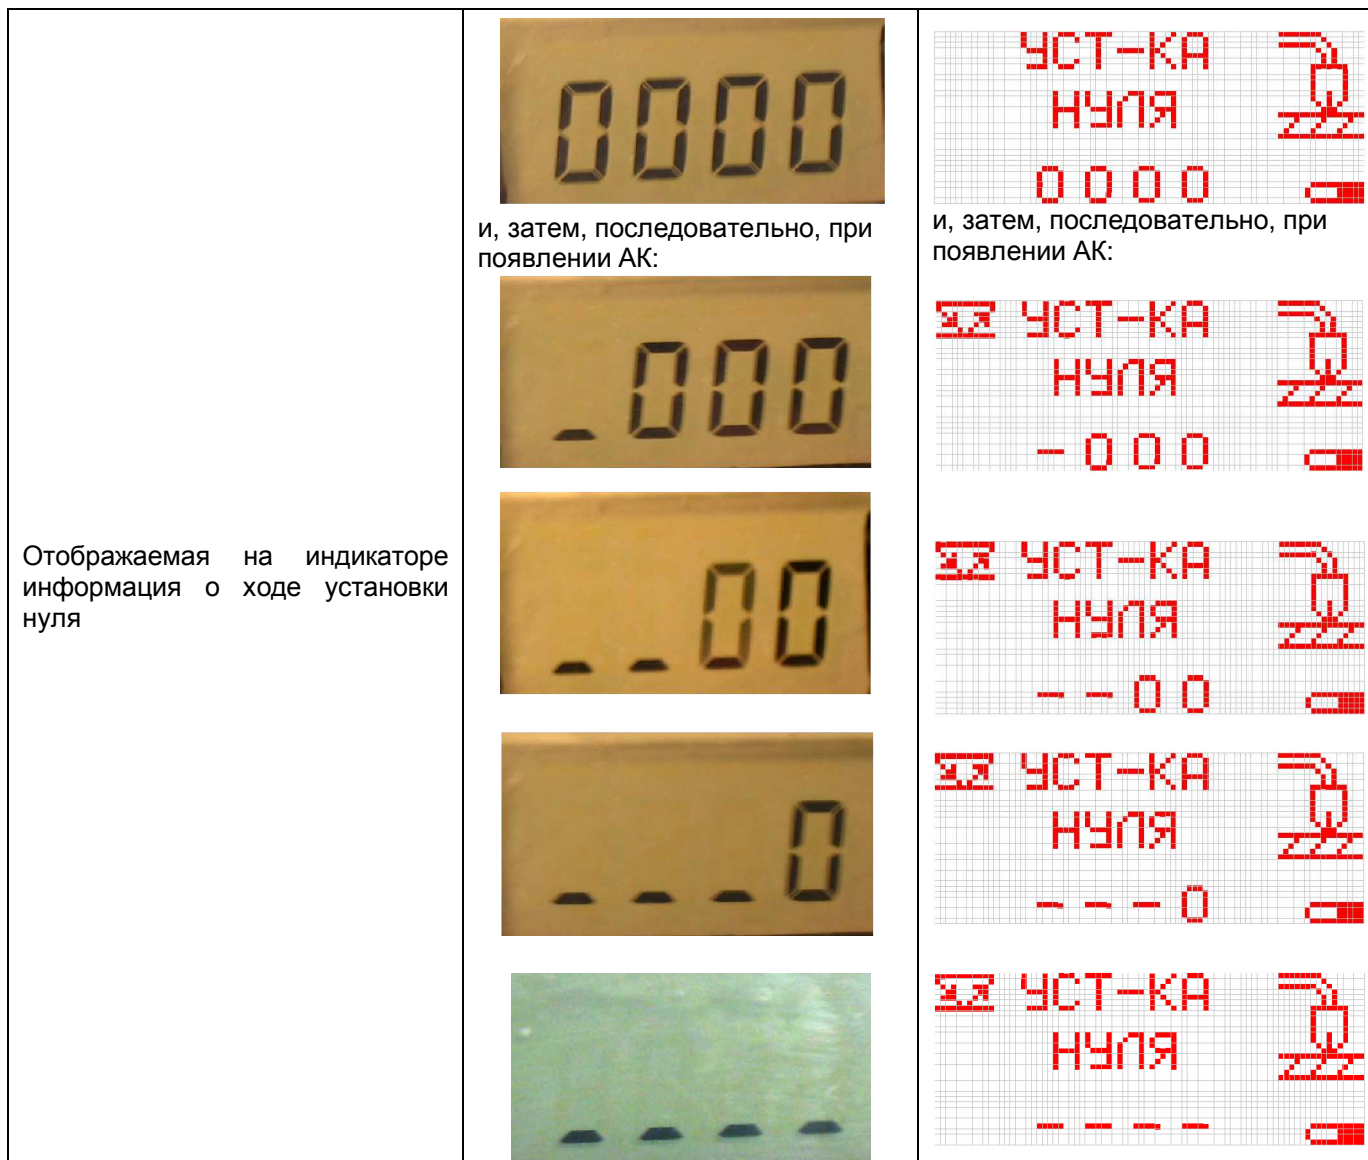 Отображаемая на индикаторе
информация о ходе установки
нуля
0000
и, затем, последовательно, при
появлении АК:
_000
__00
___0
____
УСТ-КА
НУЛЯ
0000
и, затем, последовательно, при
появлении АК:
УСТ-КА
НУЛЯ
-000
УСТ-КА
НУЛЯ
--00
УСТ-КА
НУЛЯ
---0
УСТ-КА
НУЛЯ
----